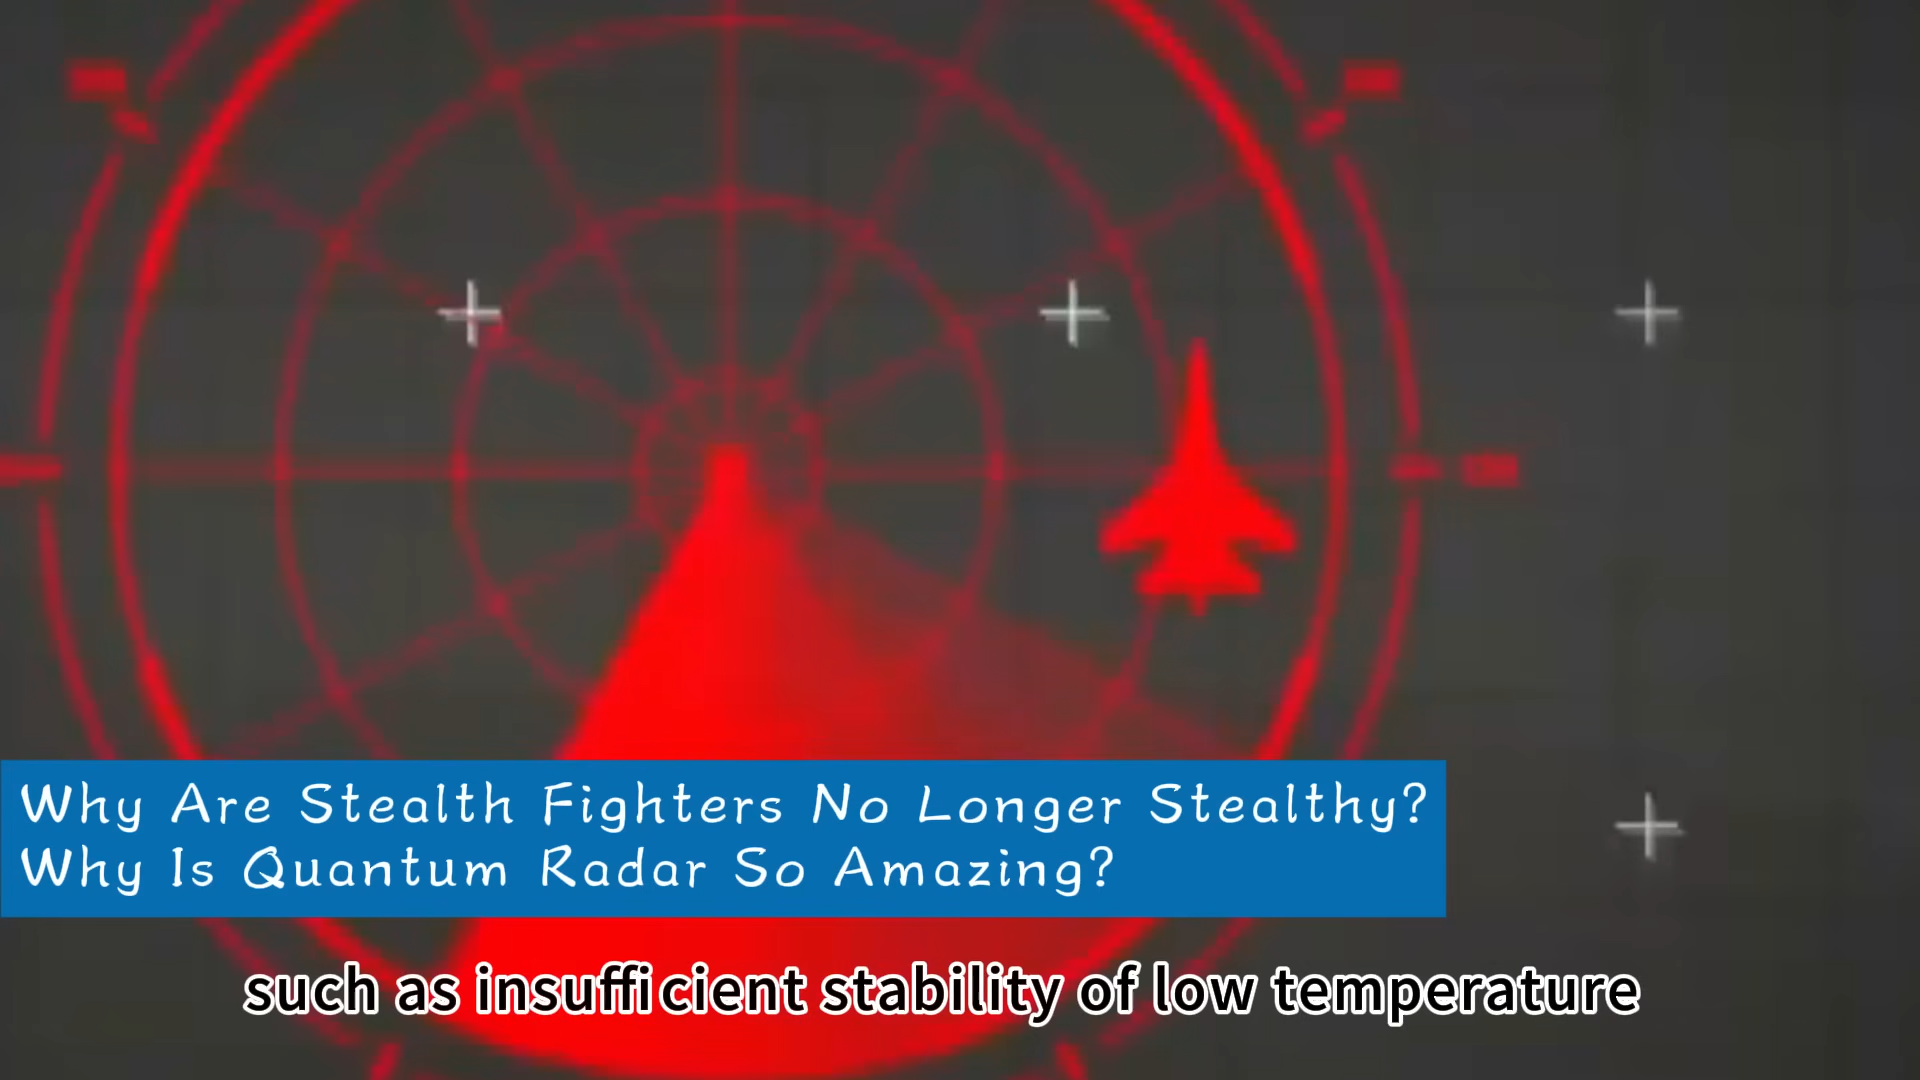 Why Are Stealth Fighters No Longer Stealthy?
Why Is Quantum Radar So Amazing?
such as insufficient stability of low temperature